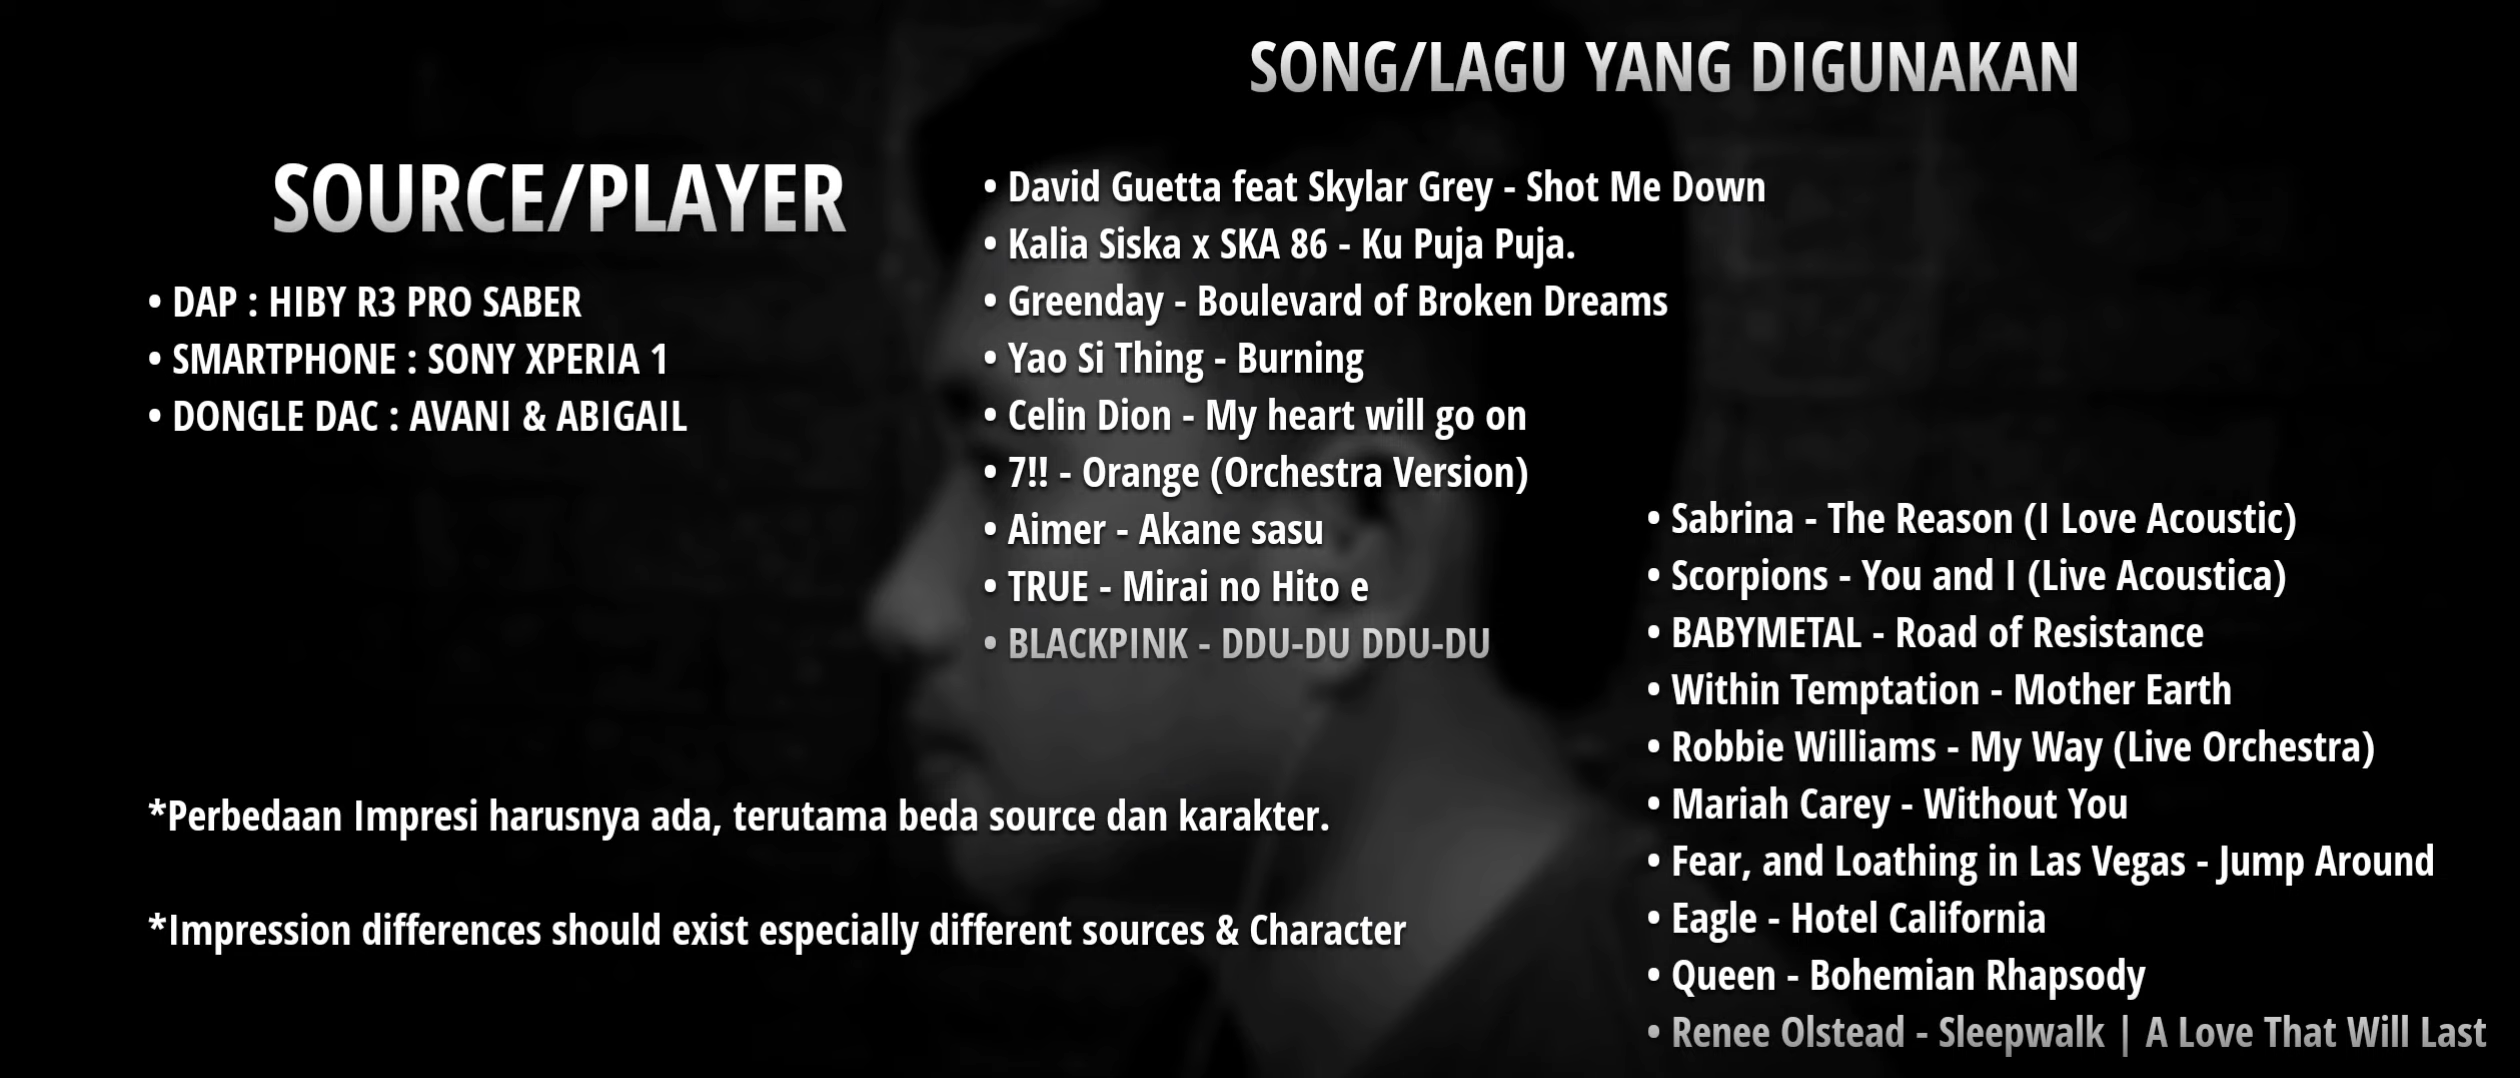 SONG/LAGU YANG DIGUNAKAN
SOURCE/PLAYER
• DAP : HIBY R3 PRO SABER
• SMARTPHONE : SONY XPERIA 1
• DONGLE DAC : AVANI & ABIGAIL
• David Guetta feat Skylar Grey - Shot Me Down
• Kalia Siska x SKA 86 - Ku Puja Puja.
• Greenday - Boulevard of Broken Dreams
• Yao Si Thing - Burning
• Celin Dion - My heart will go on
• 7!! - Orange (Orchestra Version)
• Aimer - Akane sasu
• TRUE - Mirai no Hito e
• BLACKPINK - DDU-DU DDU-DU
• Sabrina - The Reason (I Love Acoustic)
• Scorpions - You and I (Live Acoustica)
• BABYMETAL - Road of Resistance
• Within Temptation - Mother Earth
• Robbie Williams - My Way (Live Orchestra)
• Mariah Carey - Without You
• Fear, and Loathing in Las Vegas - Jump Around
• Eagle - Hotel California
• Queen - Bohemian Rhapsody
• Renee Olstead - Sleepwalk | A Love That Will Last
*Perbedaan Impresi harusnya ada, terutama beda source dan karakter.
*Impression differences should exist especially different sources & Character